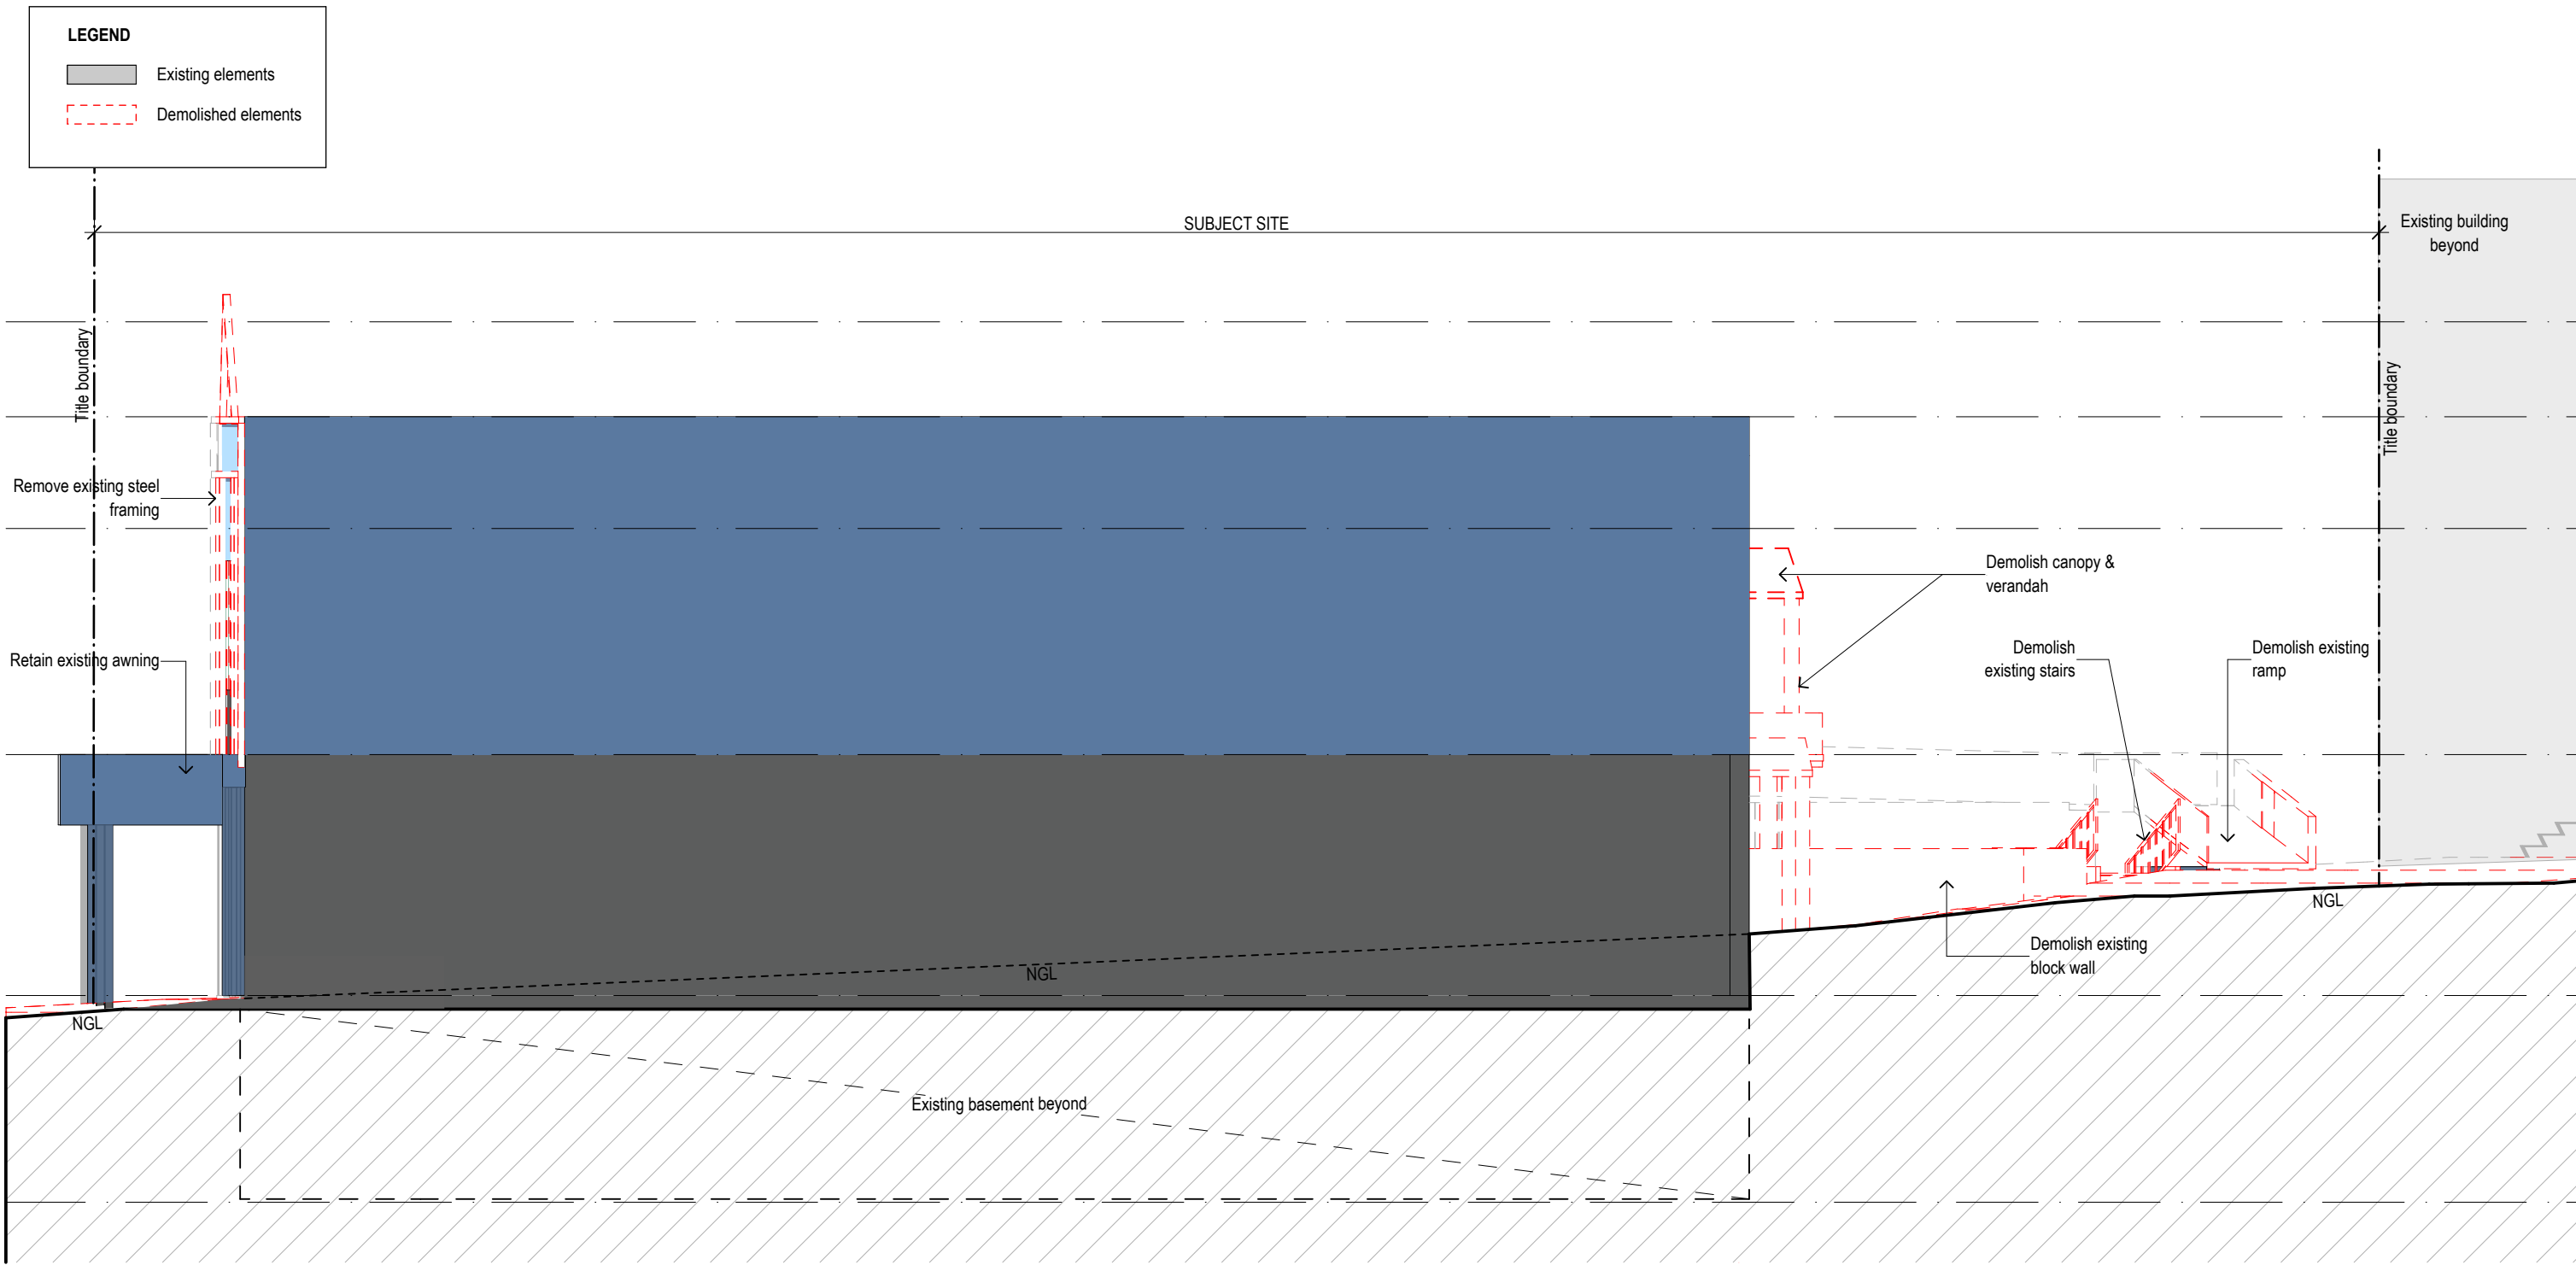 LEGEND
Existing elements
Demolished elements
SUBJECT SITE
Existing building
beyond
Title boundary
Title boundary
Remove existing steel
framing
Demolish canopy &
verandah
Retain existing awning
Demolish
existing stairs
Demolish existing
ramp
NGL
Demolish existing
block wall
NGL
NGL
Existing basement beyond